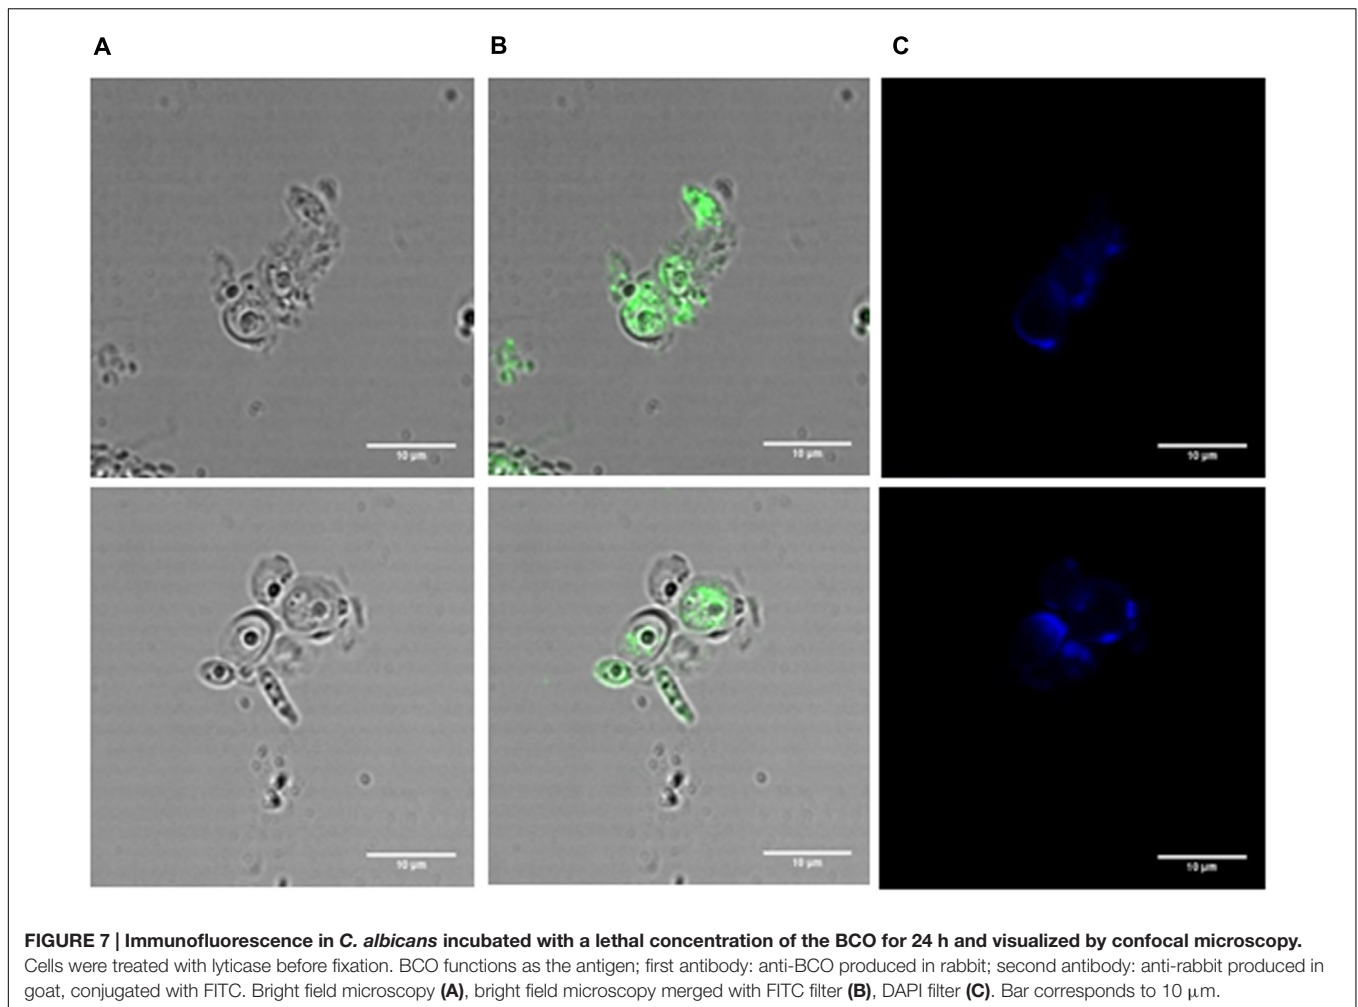 A
B
C
10 µm
10 µm
10 µm
10 µm
10 µm
10 µm
FIGURE 7 | Immunofluorescence in C. albicans incubated with a lethal concentration of the BCO for 24 h and visualized by confocal microscopy.
Cells were treated with lyticase before fixation. BCO functions as the antigen; first antibody: anti-BCO produced in rabbit; second antibody: anti-rabbit produced in
goat, conjugated with FITC. Bright field microscopy (A), bright field microscopy merged with FITC filter (B), DAPI filter (C). Bar corresponds to 10 µm.